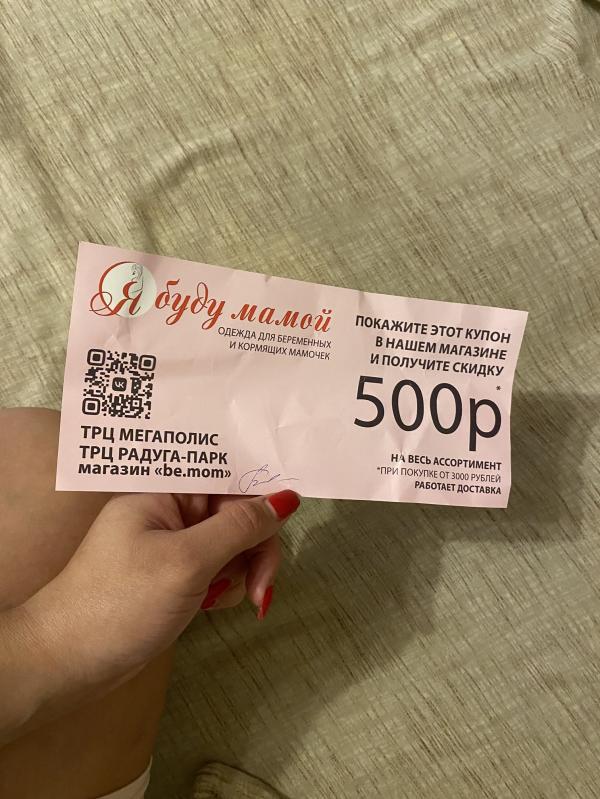 Я буду мамой
ОДЕЖДА ДЛЯ БЕРЕМЕННЫХ
И КОРМЯЩИХ МАМОЧЕК
ТРЦ МЕГАПОЛИС
ТРЦ РАДУГА-ПАРК
магазин «be.mom»
ПОКАЖИТЕ ЭТОТ КУПОН
В НАШЕМ МАГАЗИНЕ
И ПОЛУЧИТЕ СКИДКУ
500р*
НА ВЕСЬ АССОРТИМЕНТ
*ПРИ ПОКУПКЕ ОТ 3000 РУБЛЕЙ
РАБОТАЕТ ДОСТАВКА